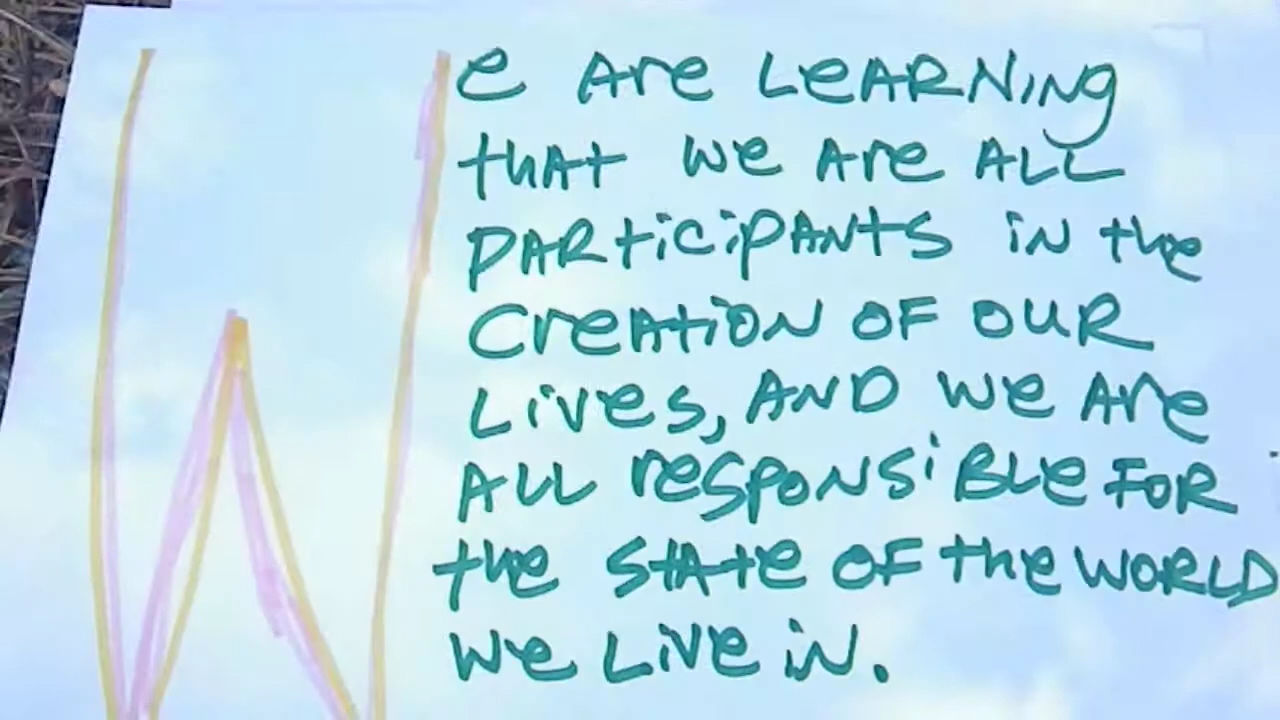 We Are LeARNiNg
tHAt we Are ALL
PARticiPANtS iN the
CreAtiON OF OUR
Lives, AND we Are
ALL reSPONSiBLe FOR
the StAte OF the WORLD
we Live iN.